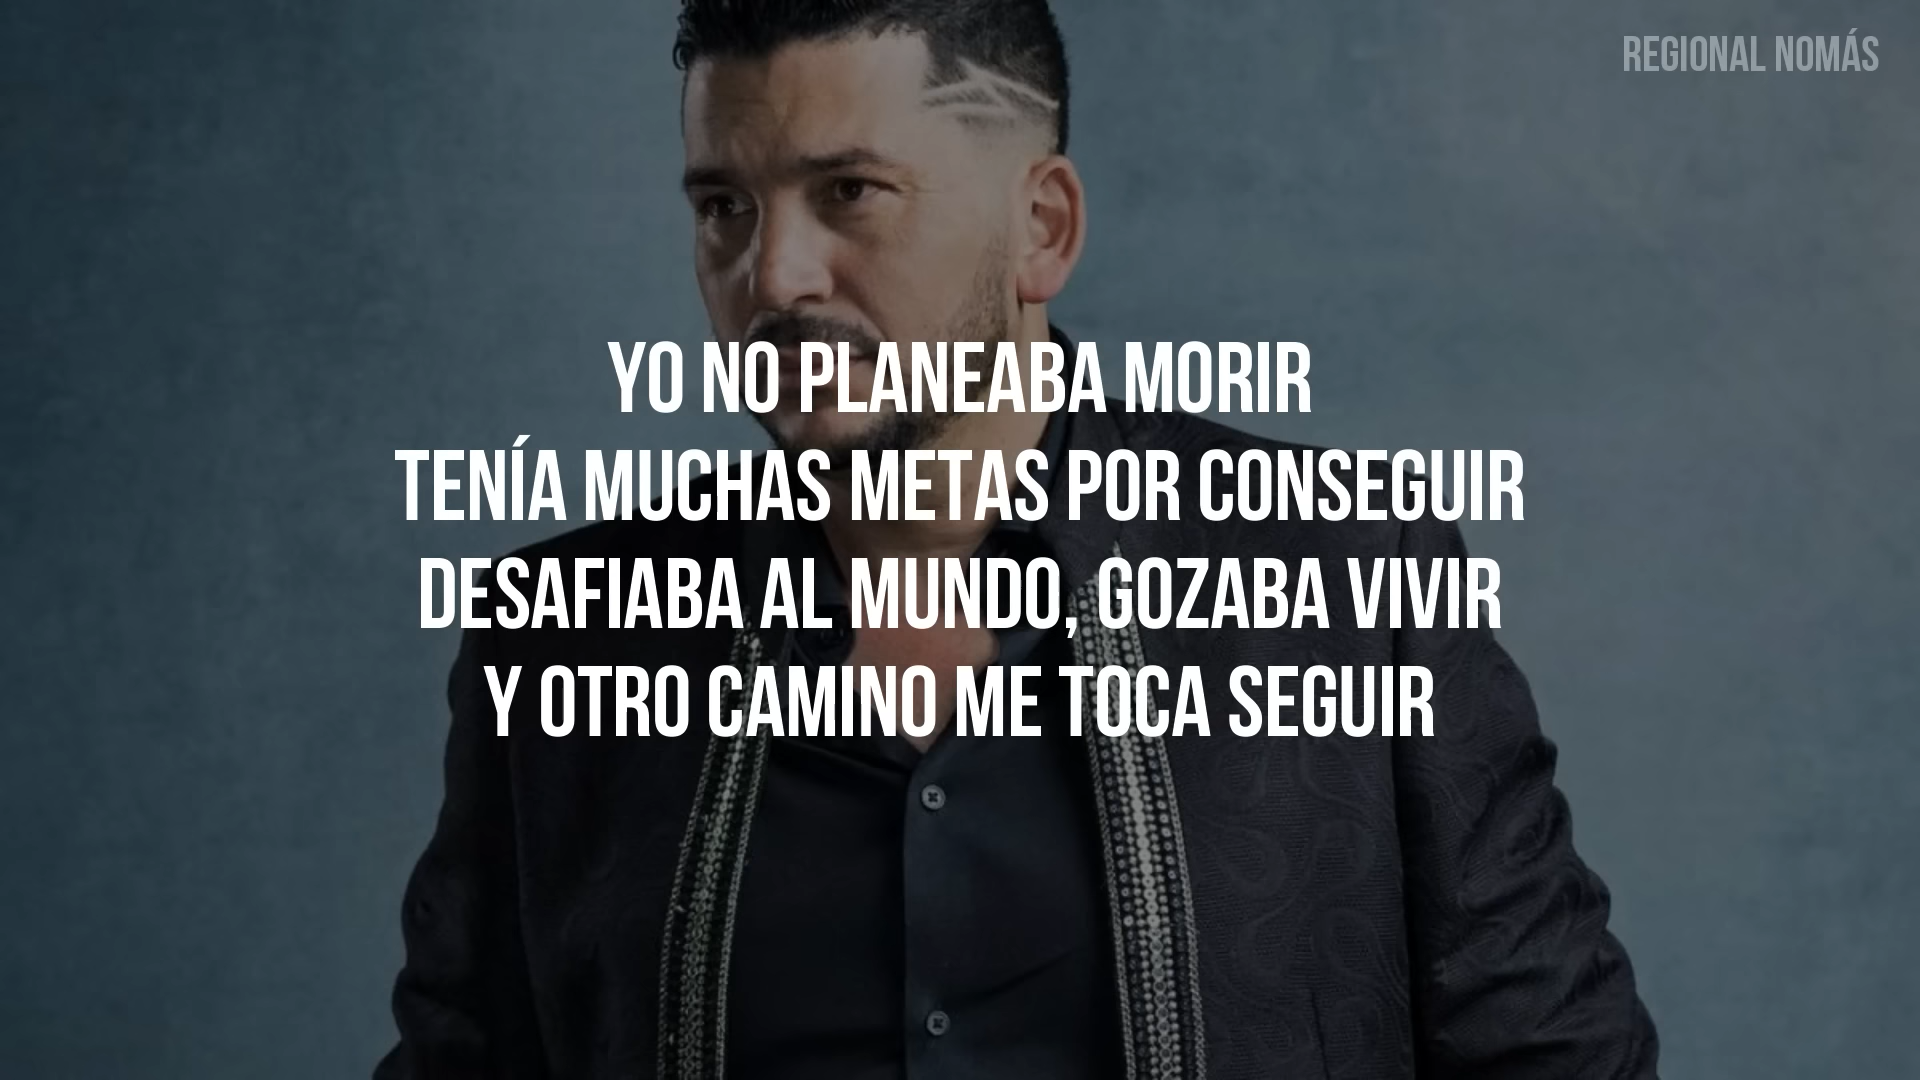 REGIONAL NOMÁS
YO NO PLANEABA MORIR
TENÍA MUCHAS METAS POR CONSEGUIR
DESAFIABA AL MUNDO, GOZABA VIVIR
Y OTRO CAMINO ME TOCA SEGUIR